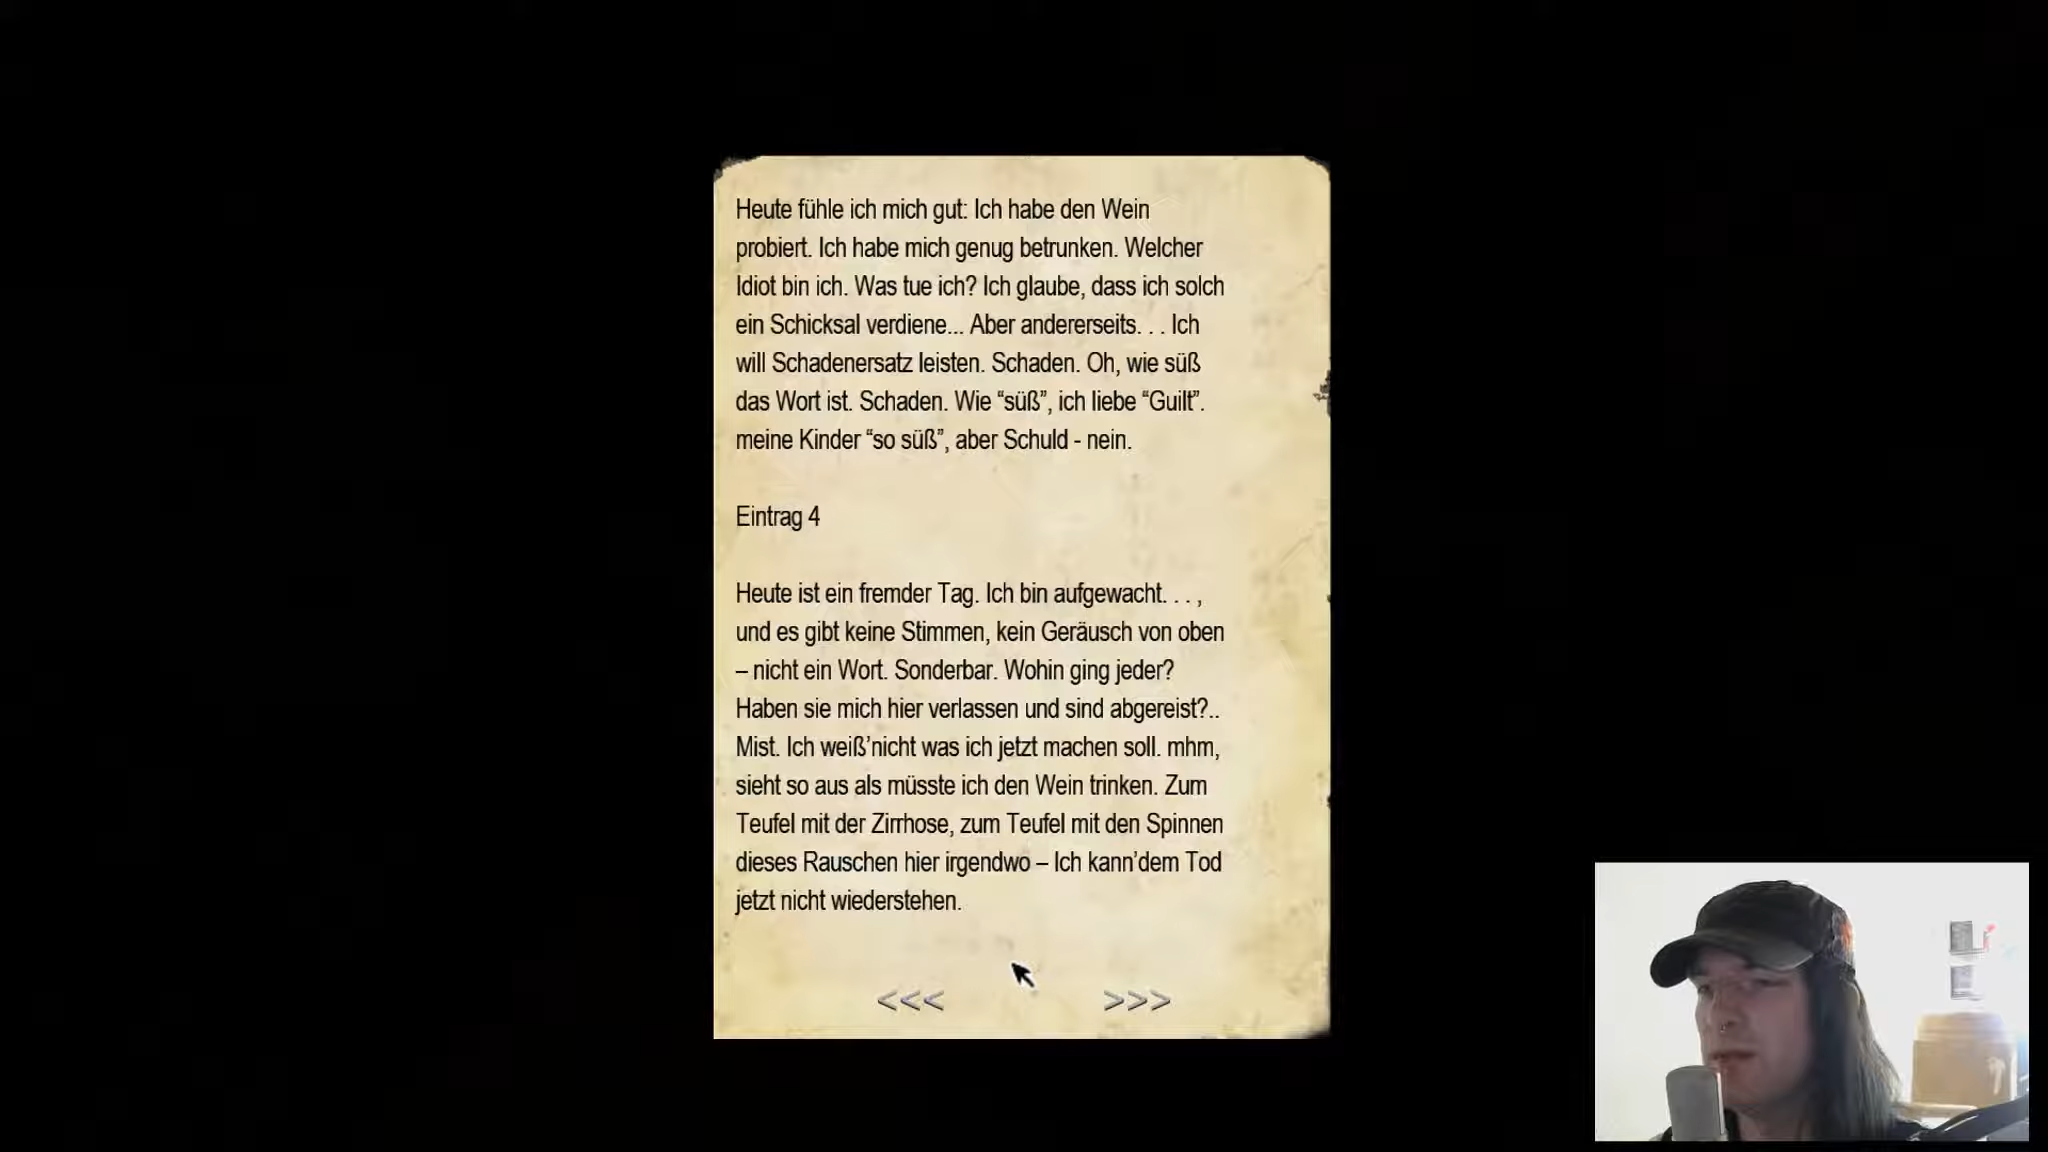 Heute fühle ich mich gut: Ich habe den Wein
probiert. Ich habe mich genug betrunken. Welcher
Idiot bin ich. Was tue ich? Ich glaube, dass ich solch
ein Schicksal verdiene... Aber andererseits. . . Ich
will Schadenersatz leisten. Schaden. Oh, wie süß
das Wort ist. Schaden. Wie “süß”, ich liebe “Guilt”.
meine Kinder “so süß”, aber Schuld - nein.
Eintrag 4
Heute ist ein fremder Tag. Ich bin aufgewacht. . . ,
und es gibt keine Stimmen, kein Geräusch von oben
– nicht ein Wort. Sonderbar. Wohin ging jeder?
Haben sie mich hier verlassen und sind abgereist?..
Mist. Ich weiß’nicht was ich jetzt machen soll. mhm,
sieht so aus als müsste ich den Wein trinken. Zum
Teufel mit der Zirrhose, zum Teufel mit den Spinnen
dieses Rauschen hier irgendwo – Ich kann’dem Tod
jetzt nicht wiederstehen.
<<< >>>